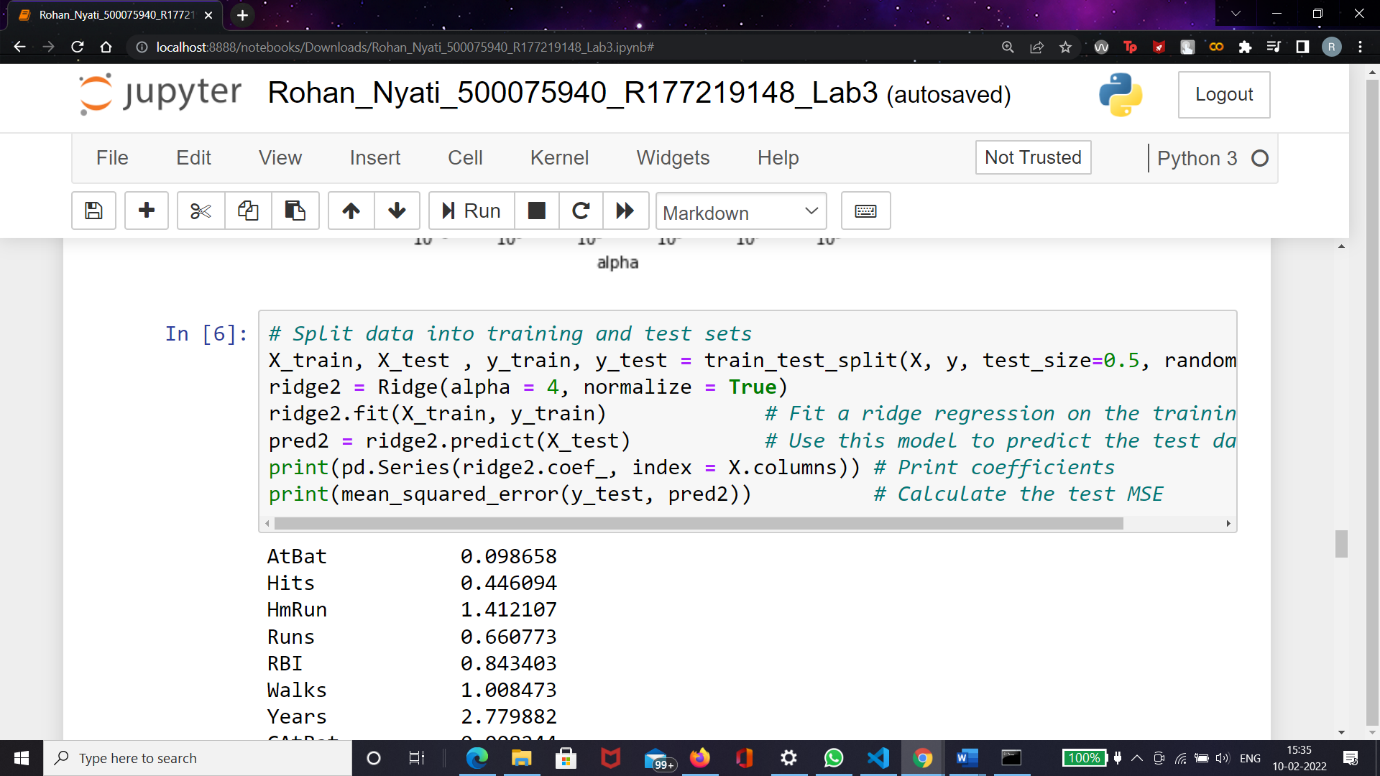 Rohan_Nyati_500075940_R17721
localhost:8888/notebooks/Downloads/Rohan_Nyati_500075940_R177219148_Lab3.ipynb#
Tp
R
jupyter Rohan_Nyati_500075940_R177219148_Lab3 (autosaved)
Logout
File Edit View Insert Cell Kernel Widgets Help
Not Trusted
Python 3
Run
Markdown
alpha
In [6]:
# Split data into training and test sets
X_train, X_test , y_train, y_test = train_test_split(X, y, test_size=0.5, random
ridge2 = Ridge(alpha = 4, normalize = True)
ridge2.fit(X_train, y_train) # Fit a ridge regression on the trainin
pred2 = ridge2.predict(X_test) # Use this model to predict the test da
print(pd.Series(ridge2.coef_, index = X.columns)) # Print coefficients
print(mean_squared_error(y_test, pred2)) # Calculate the test MSE
AtBat 0.098658
Hits 0.446094
HmRun 1.412107
Runs 0.660773
RBI 0.843403
Walks 1.008473
Years 2.779882
Type here to search
99+
100%
ENG
15:35
10-02-2022